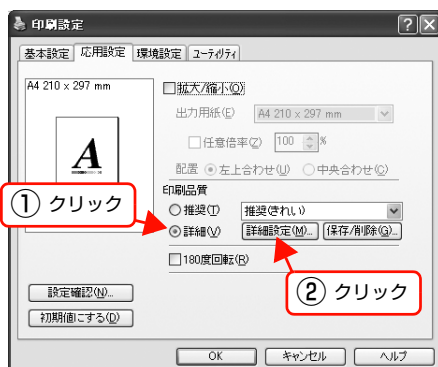 印刷設定
基本設定 応用設定 環境設定 ユーティリティ
A4 210 x 297 mm
A
拡大/縮小(O)
出力用紙(E) A4 210 x 297 mm
任意倍率(Z) 100 %
配置 左上合わせ(U) 中央合わせ(C)
印刷品質
推奨(T) 推奨(きれい)
詳細(V) 詳細設定(M)... 保存/削除(G)...
180度回転(R)
① クリック
② クリック
設定確認(N)...
初期値にする(D)
OK キャンセル ヘルプ